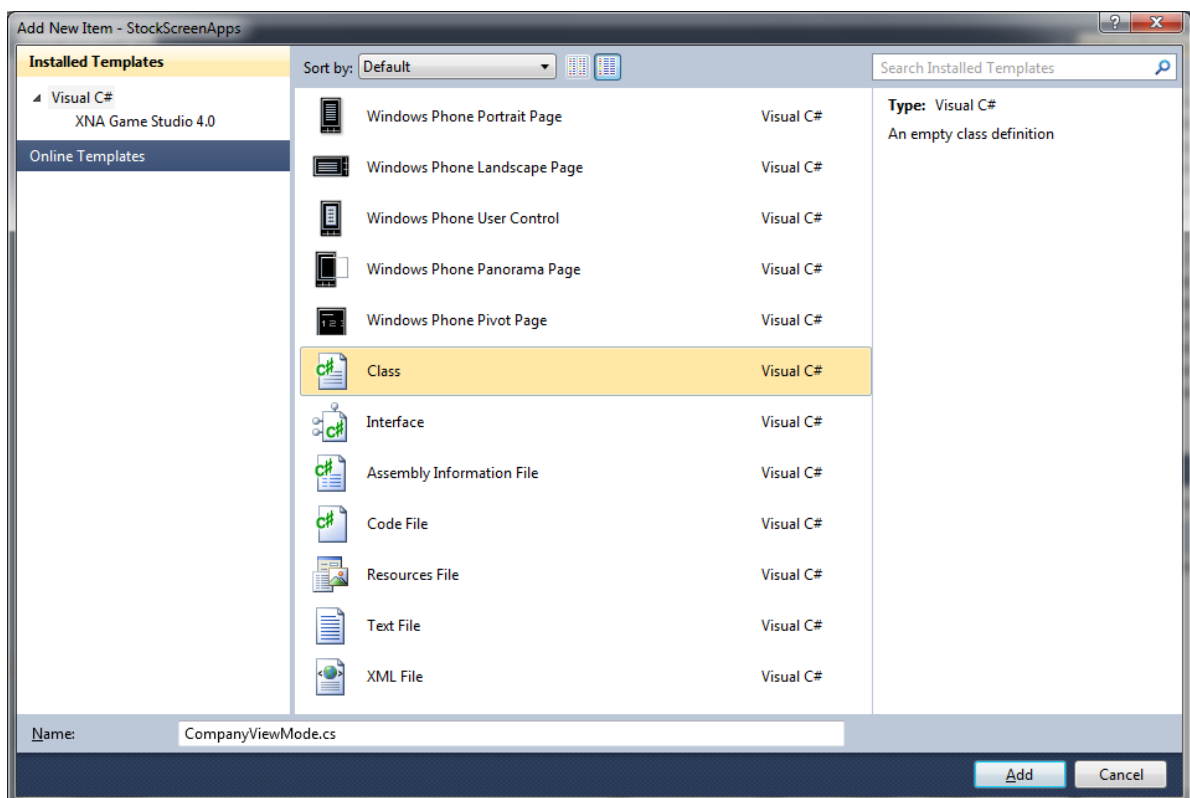 Add New Item - StockScreenApps
Installed Templates
Visual C#
XNA Game Studio 4.0
Online Templates
Sort by: Default
Search Installed Templates
Windows Phone Portrait Page Visual C#
Windows Phone Landscape Page Visual C#
Windows Phone User Control Visual C#
Windows Phone Panorama Page Visual C#
Windows Phone Pivot Page Visual C#
Class Visual C#
Interface Visual C#
Assembly Information File Visual C#
Code File Visual C#
Resources File Visual C#
Text File Visual C#
XML File Visual C#
Type: Visual C#
An empty class definition
Name: CompanyViewMode.cs
Add
Cancel